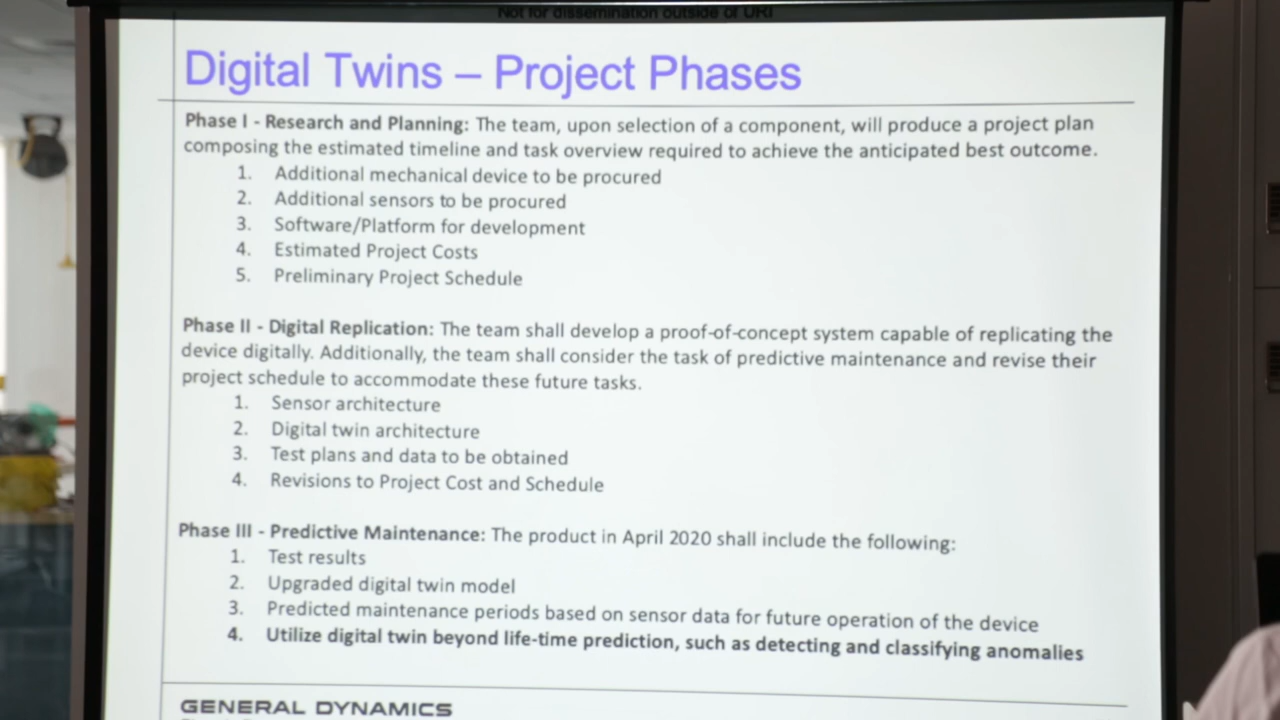 Not for dissemination outside of URI
Digital Twins – Project Phases
Phase I - Research and Planning: The team, upon selection of a component, will produce a project plan
composing the estimated timeline and task overview required to achieve the anticipated best outcome.
1. Additional mechanical device to be procured
2. Additional sensors to be procured
3. Software/Platform for development
4. Estimated Project Costs
5. Preliminary Project Schedule
Phase II - Digital Replication: The team shall develop a proof-of-concept system capable of replicating the
device digitally. Additionally, the team shall consider the task of predictive maintenance and revise their
project schedule to accommodate these future tasks.
1. Sensor architecture
2. Digital twin architecture
3. Test plans and data to be obtained
4. Revisions to Project Cost and Schedule
Phase III - Predictive Maintenance: The product in April 2020 shall include the following:
1. Test results
2. Upgraded digital twin model
3. Predicted maintenance periods based on sensor data for future operation of the device
4. Utilize digital twin beyond life-time prediction, such as detecting and classifying anomalies
GENERAL DYNAMICS